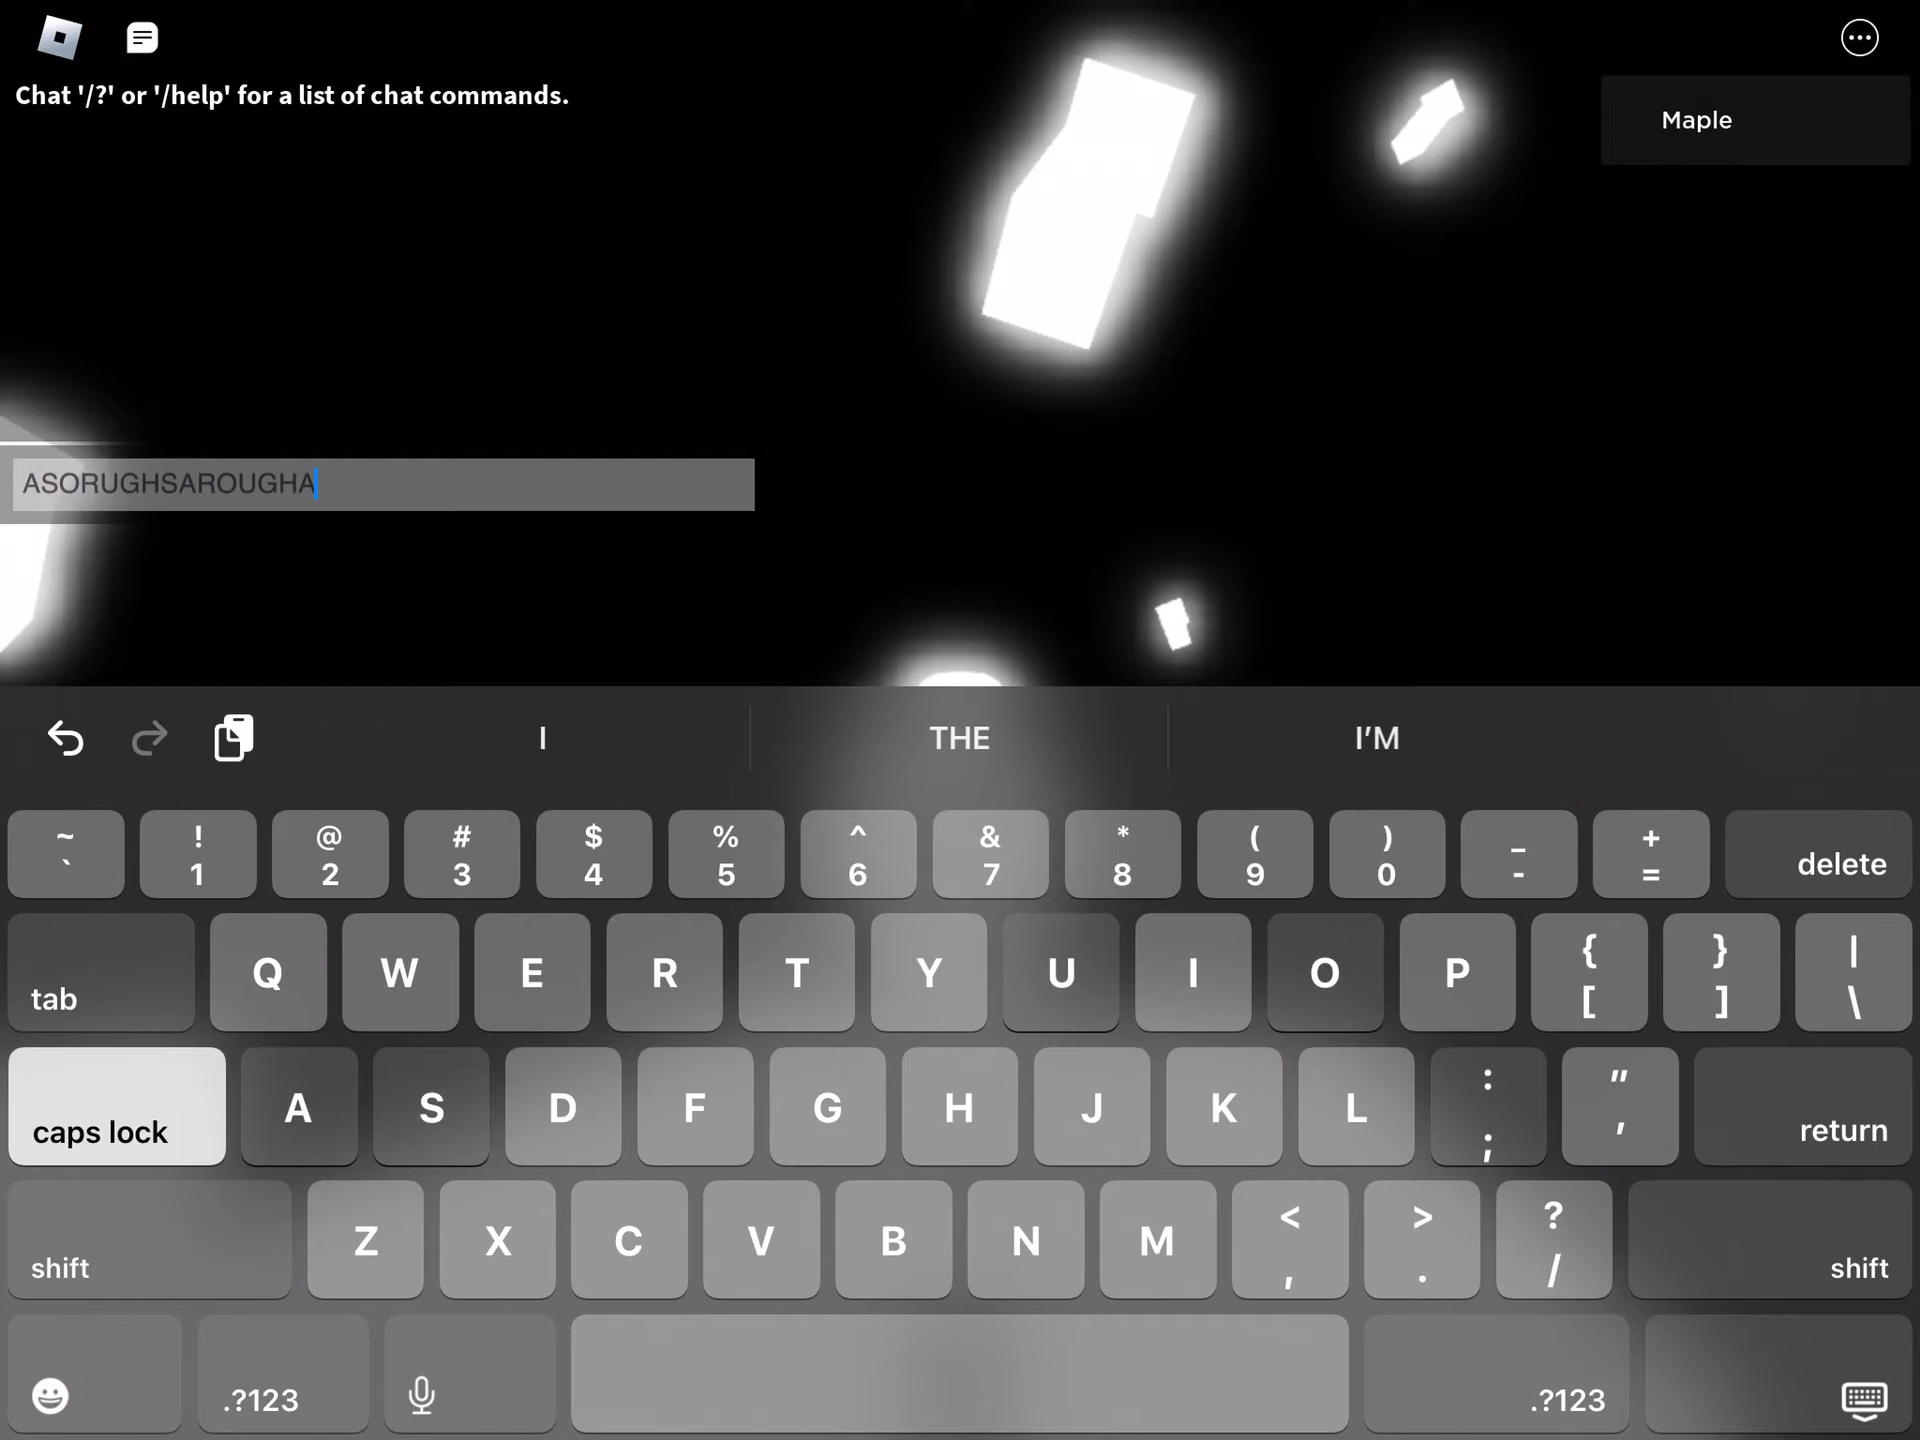 Chat '/?' or '/help' for a list of chat commands.
Maple
ASORUGHSAROUGHA
I THE I'M
~ ! @ # $ % ^ & * ( ) _ +
` 1 2 3 4 5 6 7 8 9 0 - = delete
tab Q W E R T Y U I O P { } |
[ ] \
caps lock A S D F G H J K L : "
; ' return
shift Z X C V B N M < > ? shift
, . /
.?123 .?123